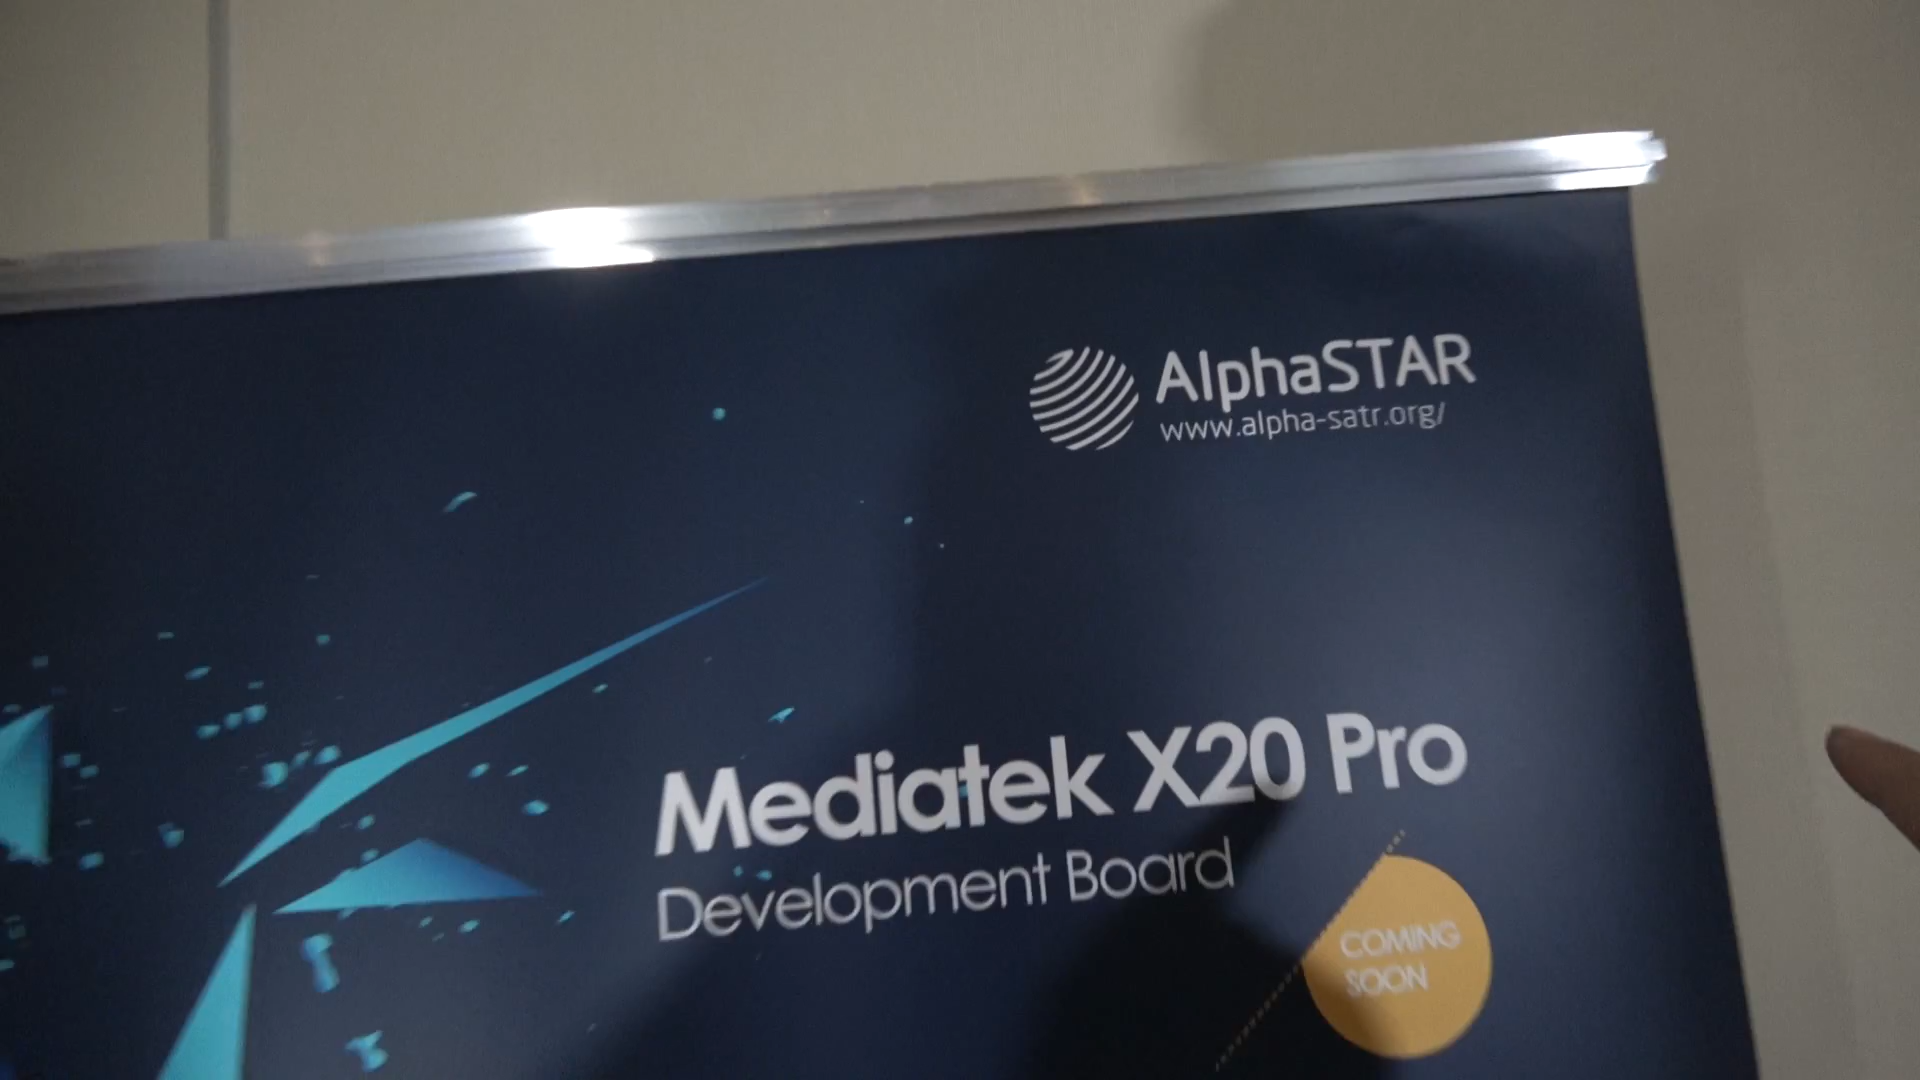 AlphaSTAR
www.alpha-satr.org/
Mediatek X20 Pro
Development Board
COMING
SOON